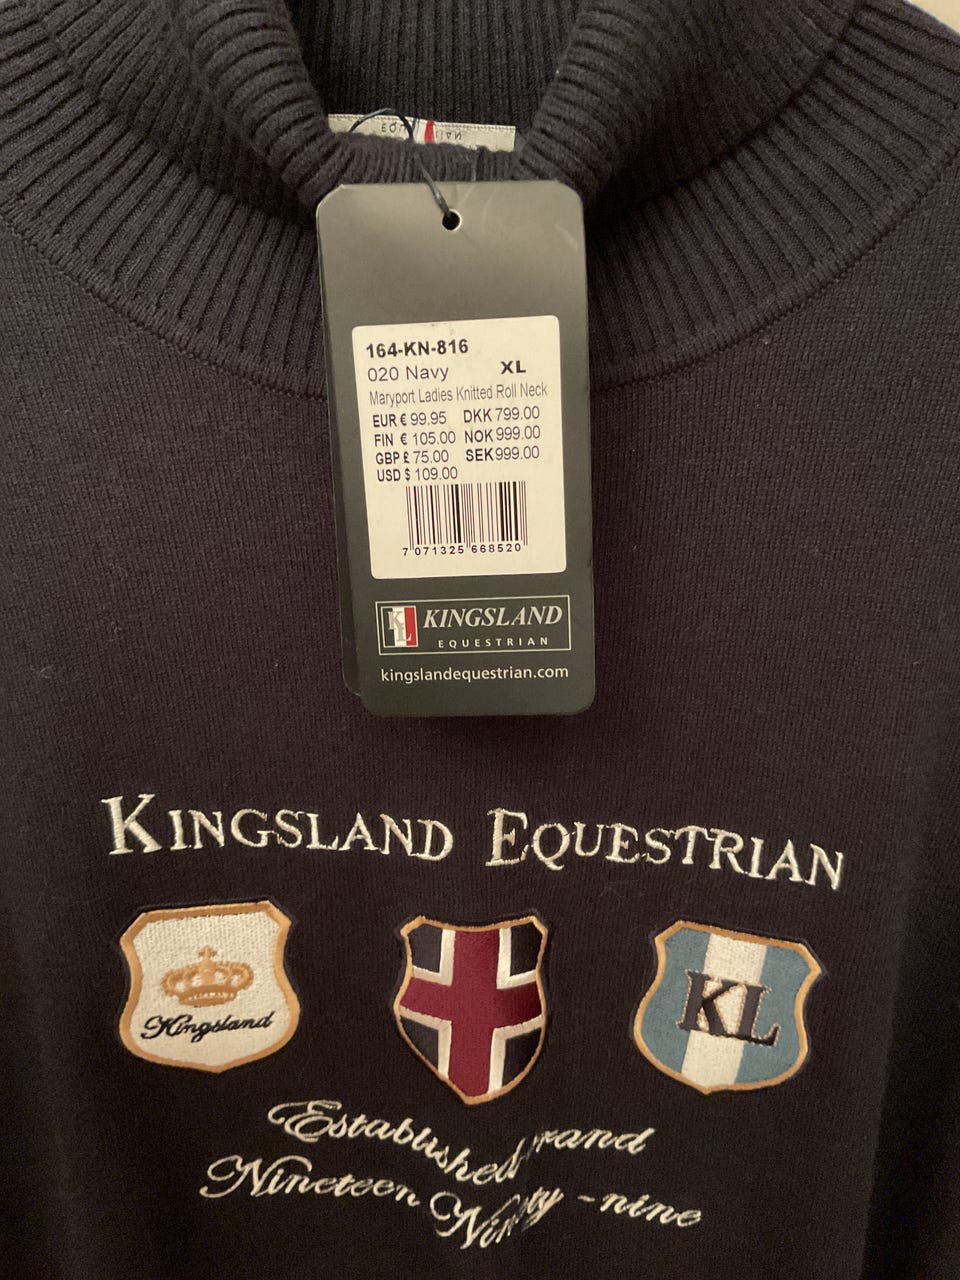 164-KN-816
020 Navy XL
Maryport Ladies Knitted Roll Neck
EUR € 99.95 DKK 799.00
FIN € 105.00 NOK 999.00
GBP £ 75.00 SEK 999.00
USD $ 109.00
7 071325 668520
KL KINGSLAND
EQUESTRIAN
kingslandequestrian.com
KINGSLAND EQUESTRIAN
Kingsland
KL
Established
Nineteen Ninety-nine